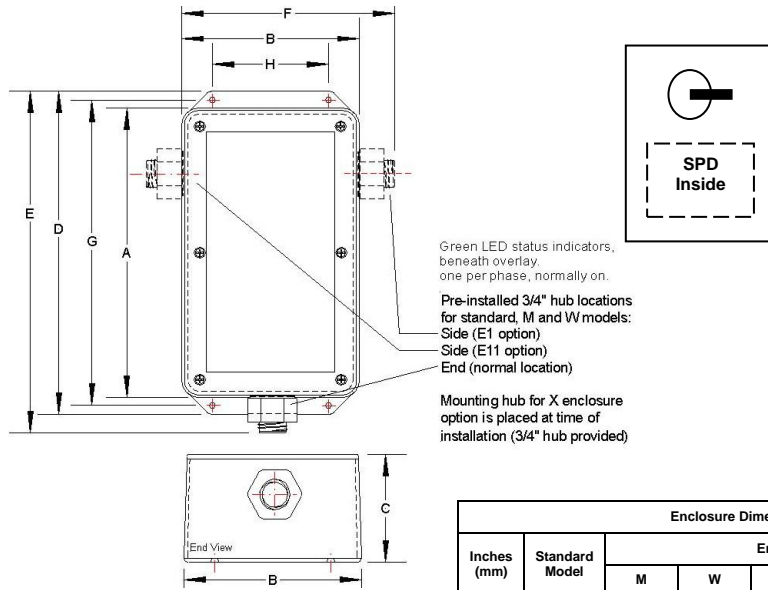 F
B
H
E
D
G
A
SPD
Inside
Green LED status indicators,
beneath overlay.
one per phase, normally on.
Pre-installed 3/4" hub locations
for standard, M and W models:
Side (E1 option)
Side (E11 option)
End (normal location)
Mounting hub for X enclosure
option is placed at time of
installation (3/4" hub provided)
C
End View
B
Enclosure Dime
Inches
(mm)
Standard
Model
En
M
W